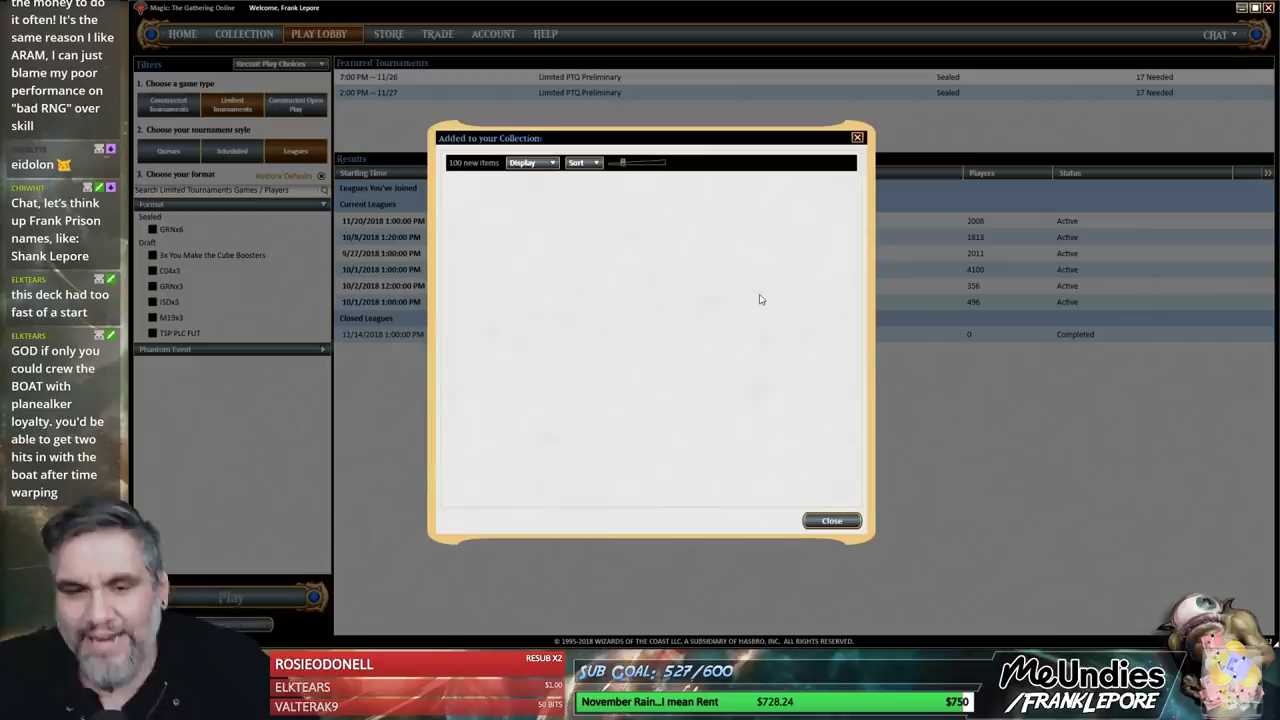 the money to do
it often! It's the
same reason I like
ARAM, I can just
blame my poor
performance on
"bad RNG" over
skill
eidolon
CHRWHIT
Chat, let's think
up Frank Prison
names, like:
Shank Lepore
ELKTEARS
this deck had too
fast of a start
ELKTEARS
GOD if only you
could crew the
BOAT with
planealker
loyalty. you'd be
able to get two
hits in with the
boat after time
warping
Magic: The Gathering Online Welcome, Frank Lepore
HOME COLLECTION PLAY LOBBY STORE TRADE ACCOUNT HELP CHAT
Filters Recent Play Choices
1. Choose a game type
Constructed Tournaments Limited Tournaments Constructed Open Play
2. Choose your tournament style
Queues Scheduled Leagues
3. Choose your format Restore Defaults
Search Limited Tournaments Games / Players
Format
Sealed
GRNx6
Draft
3x You Make the Cube Boosters
GRNx3
ISDx3
M19x3
TSP PLC FUT
Phantom Event
Play
Featured Tournaments
7:00 PM -- 11/26 Limited PTQ Preliminary Sealed 17 Needed
2:00 PM -- 11/27 Limited PTQ Preliminary Sealed 17 Needed
Results
Starting Time Players Status
Leagues You've Joined
Current Leagues
11/20/2018 1:00:00 PM 2008 Active
10/8/2018 1:20:00 PM 1813 Active
9/27/2018 1:00:00 PM 2011 Active
10/1/2018 1:00:00 PM 4100 Active
10/2/2018 12:00:00 PM 356 Active
10/1/2018 1:00:00 PM 496 Active
Closed Leagues
11/14/2018 1:00:00 PM 0 Completed
Added to your Collection:
100 new items Display Sort
Close
© 1995-2018 WIZARDS OF THE COAST LLC, A SUBSIDIARY OF HASBRO, INC. ALL RIGHTS RESERVED.
ROSIEODONELL RESUB X2
ELKTEARS $1.00
VALTERAK9 50 BITS
SUB GOAL: 527/600
November Rain...I mean Rent $728.24 $750
MeUndies
/FRANKLEPORE